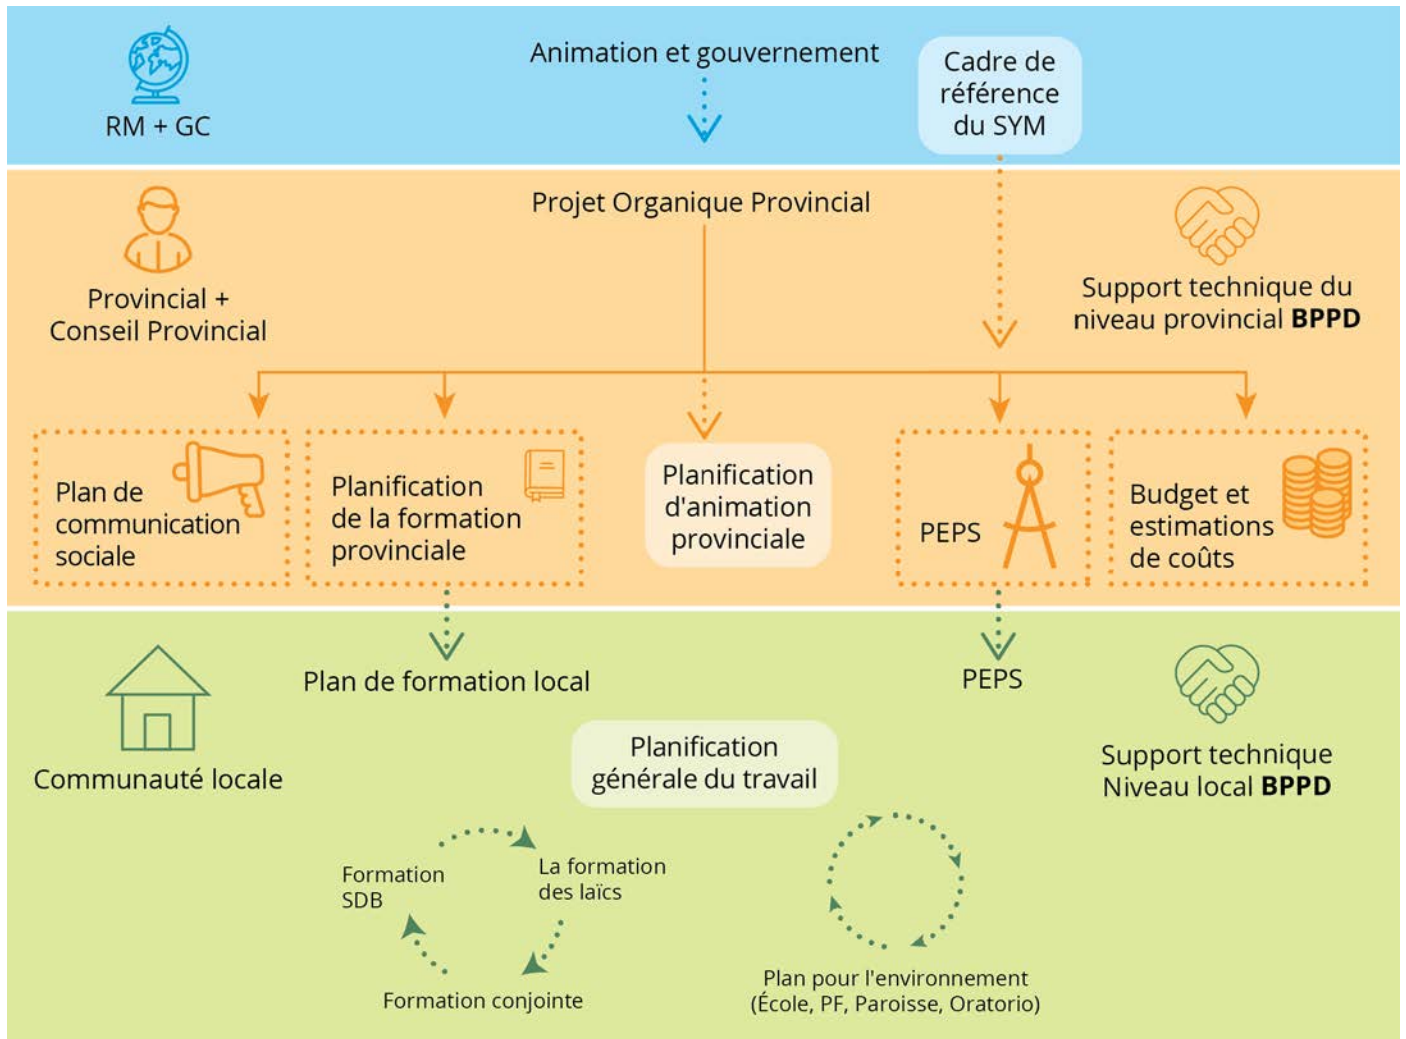 Animation et gouvernement
Cadre de
référence
du SYM
RM + GC
Projet Organique Provincial
Provincial +
Conseil Provincial
Support technique du
niveau provincial BPPD
Plan de
communication
sociale
Planification
de la formation
provinciale
Planification
d'animation
provinciale
PEPS
Budget et
estimations
de coûts
Plan de formation local
PEPS
Communauté locale
Planification
générale du travail
Support technique
Niveau local BPPD
Formation
SDB
La formation
des laïcs
Formation conjointe
Plan pour l'environnement
(École, PF, Paroisse, Oratorio)